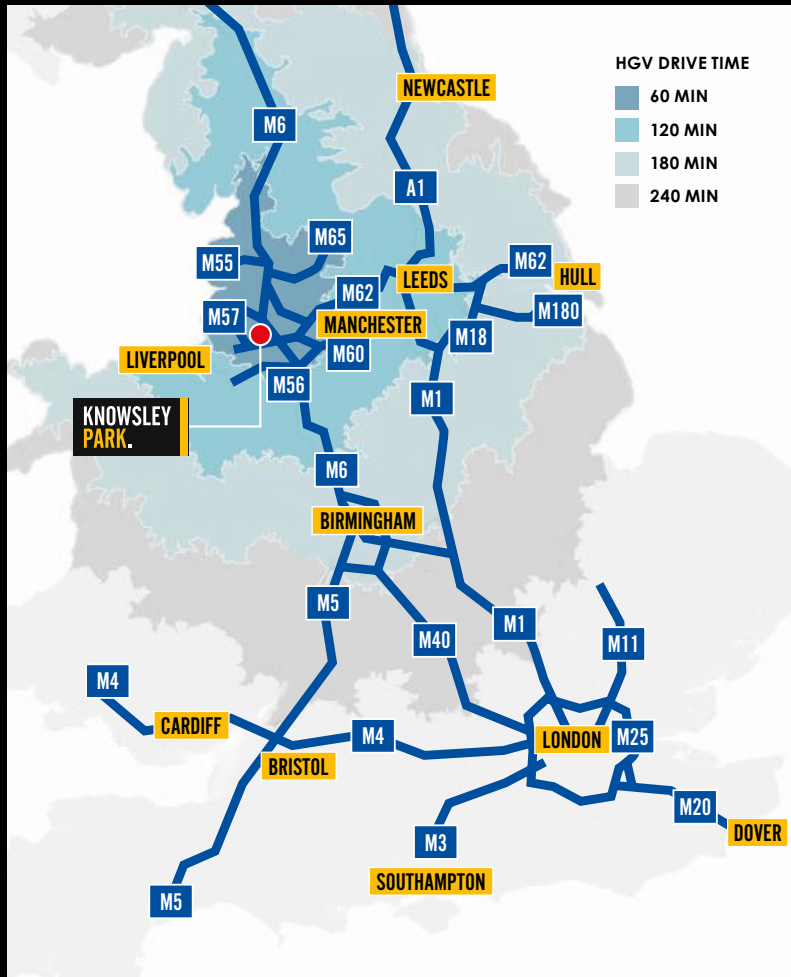 HGV DRIVE TIME
60 MIN
120 MIN
180 MIN
240 MIN
NEWCASTLE
M6
A1
M65
M55
M62
LEEDS
HULL
M62
M57
M180
MANCHESTER
M18
LIVERPOOL
M60
M56
M1
KNOWSLEY
PARK.
M6
BIRMINGHAM
M5
M1
M40
M11
M4
CARDIFF
M4
LONDON
M25
BRISTOL
M20
DOVER
M3
SOUTHAMPTON
M5